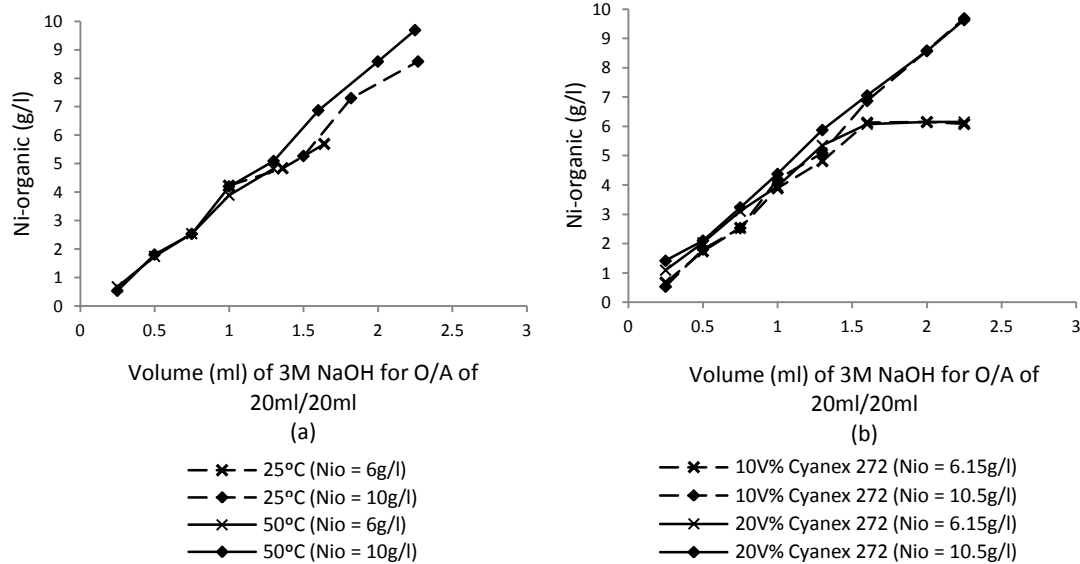 10
9
8
7
6
5
4
3
2
1
0
Ni-organic (g/l)
0 0.5 1 1.5 2 2.5 3
Volume (ml) of 3M NaOH for O/A of
20ml/20ml
(a)
25ºC (Nio = 6g/l)
25ºC (Nio = 10g/l)
50ºC (Nio = 6g/l)
50ºC (Nio = 10g/l)
10
9
8
7
6
5
4
3
2
1
0
Ni-organic (g/l)
0 0.5 1 1.5 2 2.5 3
Volume (ml) of 3M NaOH for O/A of
20ml/20ml
(b)
10V% Cyanex 272 (Nio = 6.15g/l)
10V% Cyanex 272 (Nio = 10.5g/l)
20V% Cyanex 272 (Nio = 6.15g/l)
20V% Cyanex 272 (Nio = 10.5g/l)